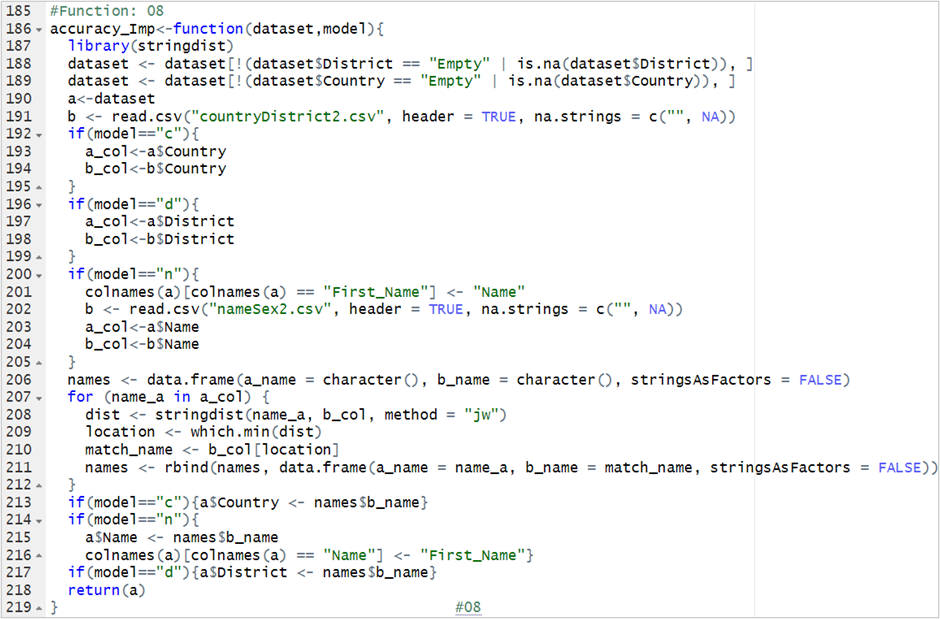 185 #Function: 08
186 accuracy_Imp<-function(dataset,model){
187 library(stringdist)
188 dataset <- dataset[!(dataset$District == "Empty" | is.na(dataset$District)), ]
189 dataset <- dataset[!(dataset$Country == "Empty" | is.na(dataset$Country)), ]
190 a<-dataset
191 b <- read.csv("countryDistrict2.csv", header = TRUE, na.strings = c("", NA))
192 if(model=="c"){
193 a_col<-a$Country
194 b_col<-b$Country
195 }
196 if(model=="d"){
197 a_col<-a$District
198 b_col<-b$District
199 }
200 if(model=="n"){
201 colnames(a)[colnames(a) == "First_Name"] <- "Name"
202 b <- read.csv("nameSex2.csv", header = TRUE, na.strings = c("", NA))
203 a_col<-a$Name
204 b_col<-b$Name
205 }
206 names <- data.frame(a_name = character(), b_name = character(), stringsAsFactors = FALSE)
207 for (name_a in a_col) {
208 dist <- stringdist(name_a, b_col, method = "jw")
209 location <- which.min(dist)
210 match_name <- b_col[location]
211 names <- rbind(names, data.frame(a_name = name_a, b_name = match_name, stringsAsFactors = FALSE))
212 }
213 if(model=="c"){a$Country <- names$b_name}
214 if(model=="n"){
215 a$Name <- names$b_name
216 colnames(a)[colnames(a) == "Name"] <- "First_Name"}
217 if(model=="d"){a$District <- names$b_name}
218 return(a)
219 } #08